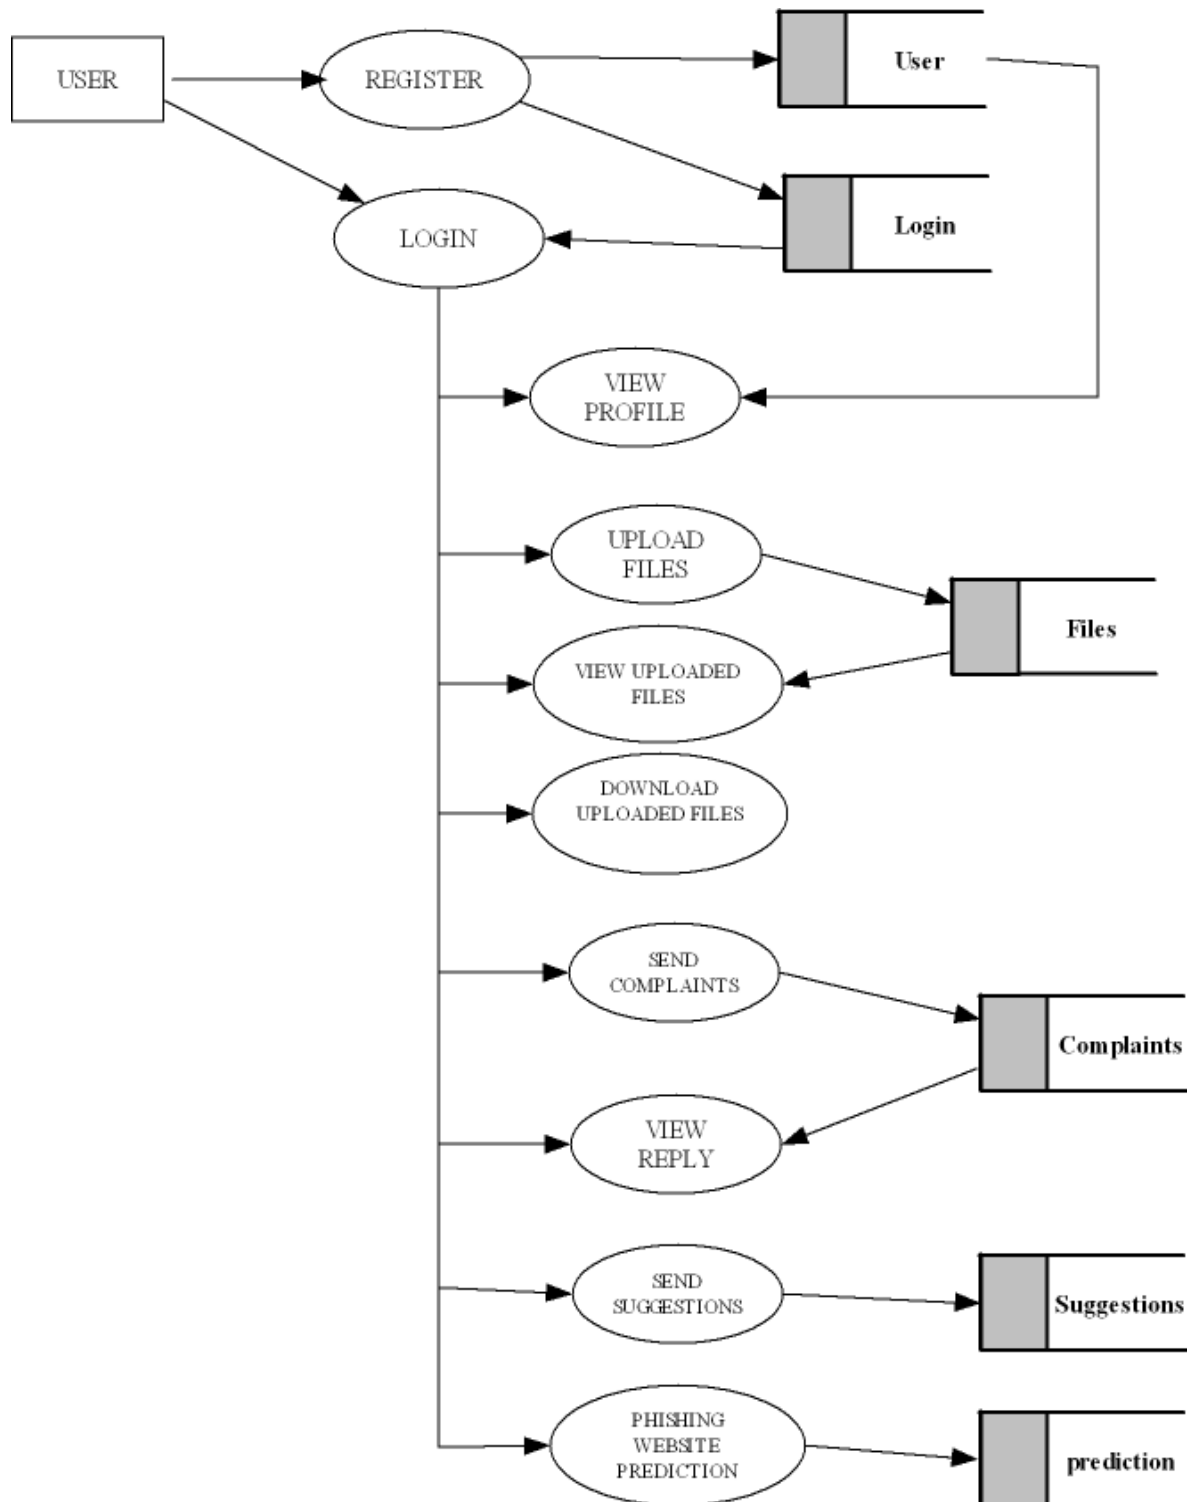 USER
REGISTER
User
LOGIN
Login
VIEW
PROFILE
UPLOAD
FILES
Files
VIEW UPLOADED
FILES
DOWNLOAD
UPLOADED FILES
SEND
COMPLAINTS
Complaints
VIEW
REPLY
SEND
SUGGESTIONS
Suggestions
PHISHING
WEBSITE
PREDICTION
prediction